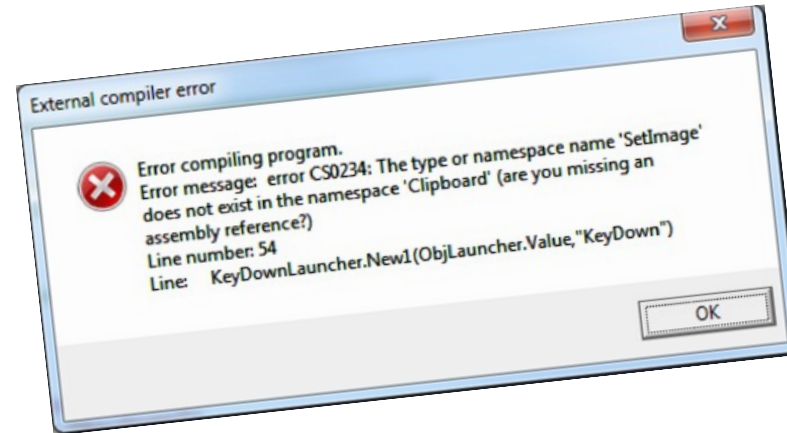 External compiler error
Error compiling program.
Error message:  error CS0234: The type or namespace name 'SetImage'
does not exist in the namespace 'Clipboard' (are you missing an
assembly reference?)
Line number: 54
Line:    KeyDownLauncher.New1(ObjLauncher.Value,"KeyDown")
OK